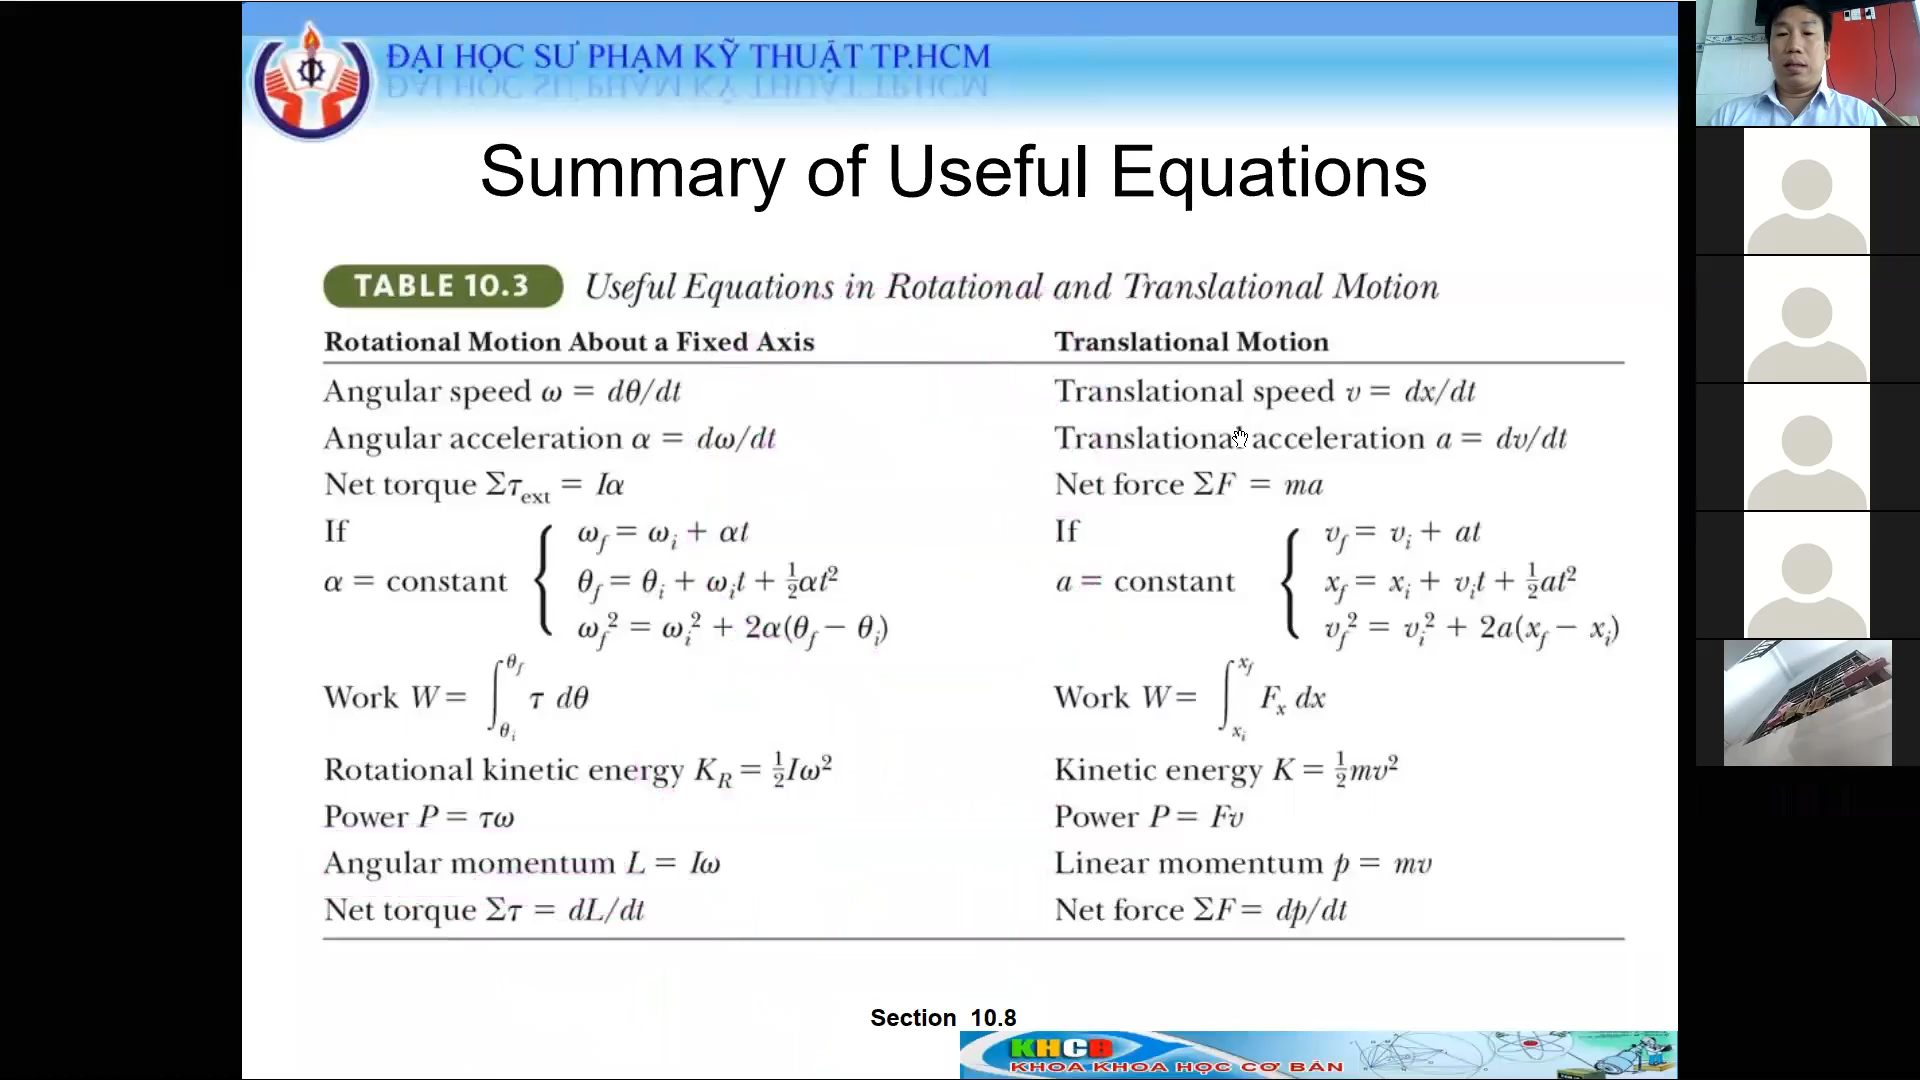 ĐẠI HỌC SƯ PHẠM KỸ THUẬT TP.HCM
Summary of Useful Equations
TABLE 10.3 Useful Equations in Rotational and Translational Motion
Rotational Motion About a Fixed Axis Translational Motion
Angular speed ω = dθ/dt Translational speed v = dx/dt
Angular acceleration α = dω/dt Translational acceleration a = dv/dt
Net torque Στ_ext = Iα Net force ΣF = ma
If ω_f = ω_i + αt If v_f = v_i + at
α = constant θ_f = θ_i + ω_i t + ½αt² a = constant x_f = x_i + v_i t + ½at²
ω_f² = ω_i² + 2α(θ_f − θ_i) v_f² = v_i² + 2a(x_f − x_i)
Work W = ∫_{θ_i}^{θ_f} τ dθ Work W = ∫_{x_i}^{x_f} F_x dx
Rotational kinetic energy K_R = ½Iω² Kinetic energy K = ½mv²
Power P = τω Power P = Fv
Angular momentum L = Iω Linear momentum p = mv
Net torque Στ = dL/dt Net force ΣF = dp/dt
Section 10.8
KHCB
KHOA KHOA HỌC CƠ BẢN